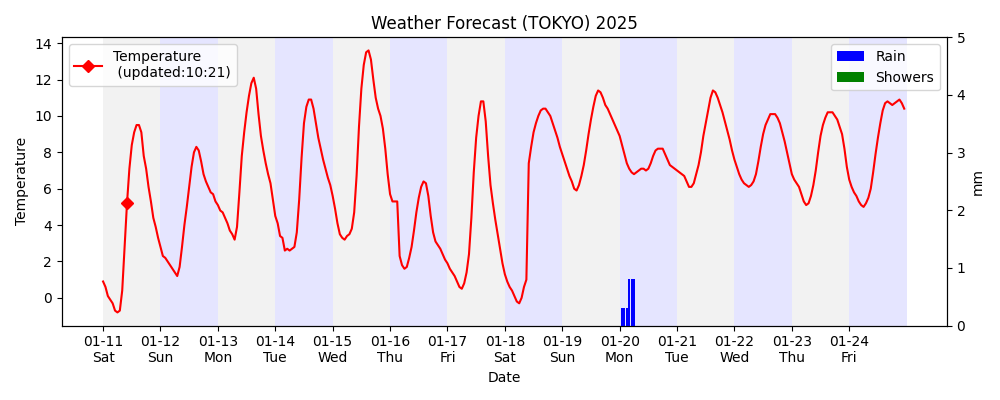 Weather Forecast (TOKYO) 2025
Temperature
(updated:10:21)
Rain
Showers
Temperature
14
12
10
8
6
4
2
0
5
4
3
2
1
0
mm
01-11 01-12 01-13 01-14 01-15 01-16 01-17 01-18 01-19 01-20 01-21 01-22 01-23 01-24
Sat Sun Mon Tue Wed Thu Fri Sat Sun Mon Tue Wed Thu Fri
Date